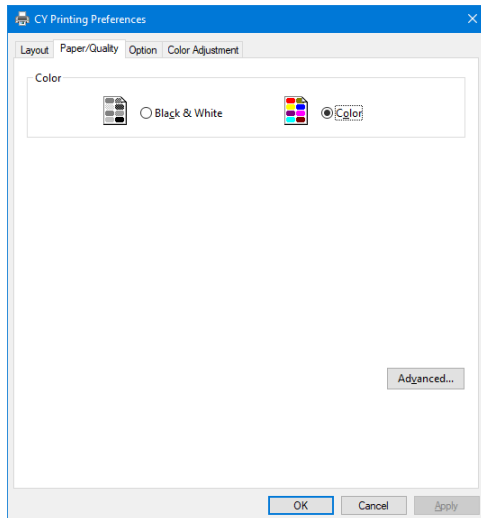 CY Printing Preferences
Layout Paper/Quality Option Color Adjustment
Color
Black & White Color
Advanced...
OK Cancel Apply